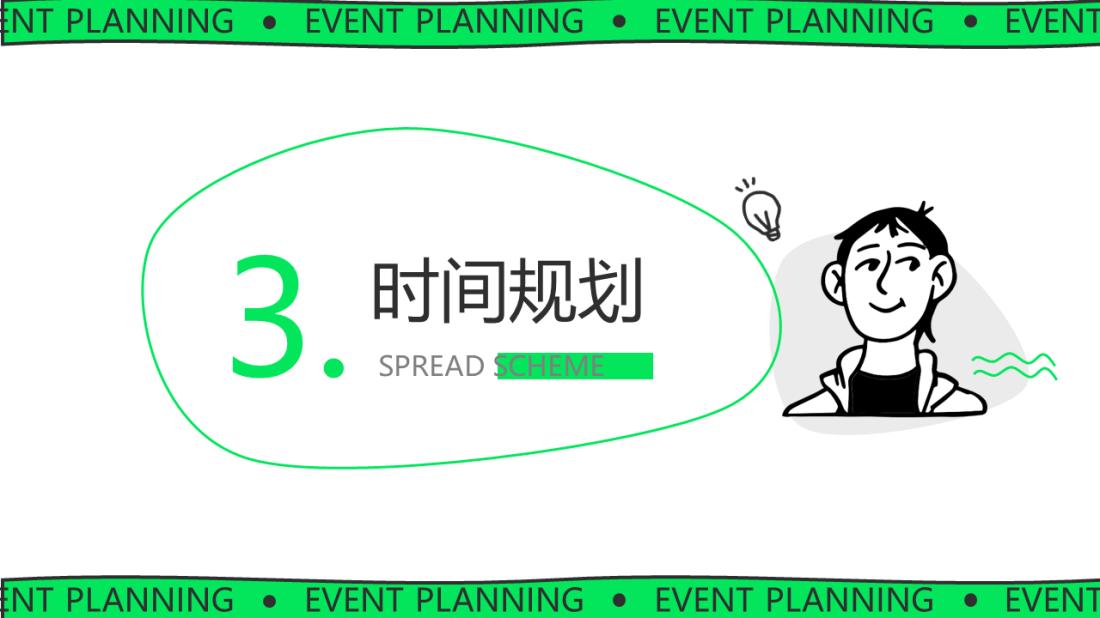 ENT PLANNING ● EVENT PLANNING ● EVENT PLANNING ● EVENT
3. 时间规划
SPREAD SCHEME
ENT PLANNING ● EVENT PLANNING ● EVENT PLANNING ● EVENT